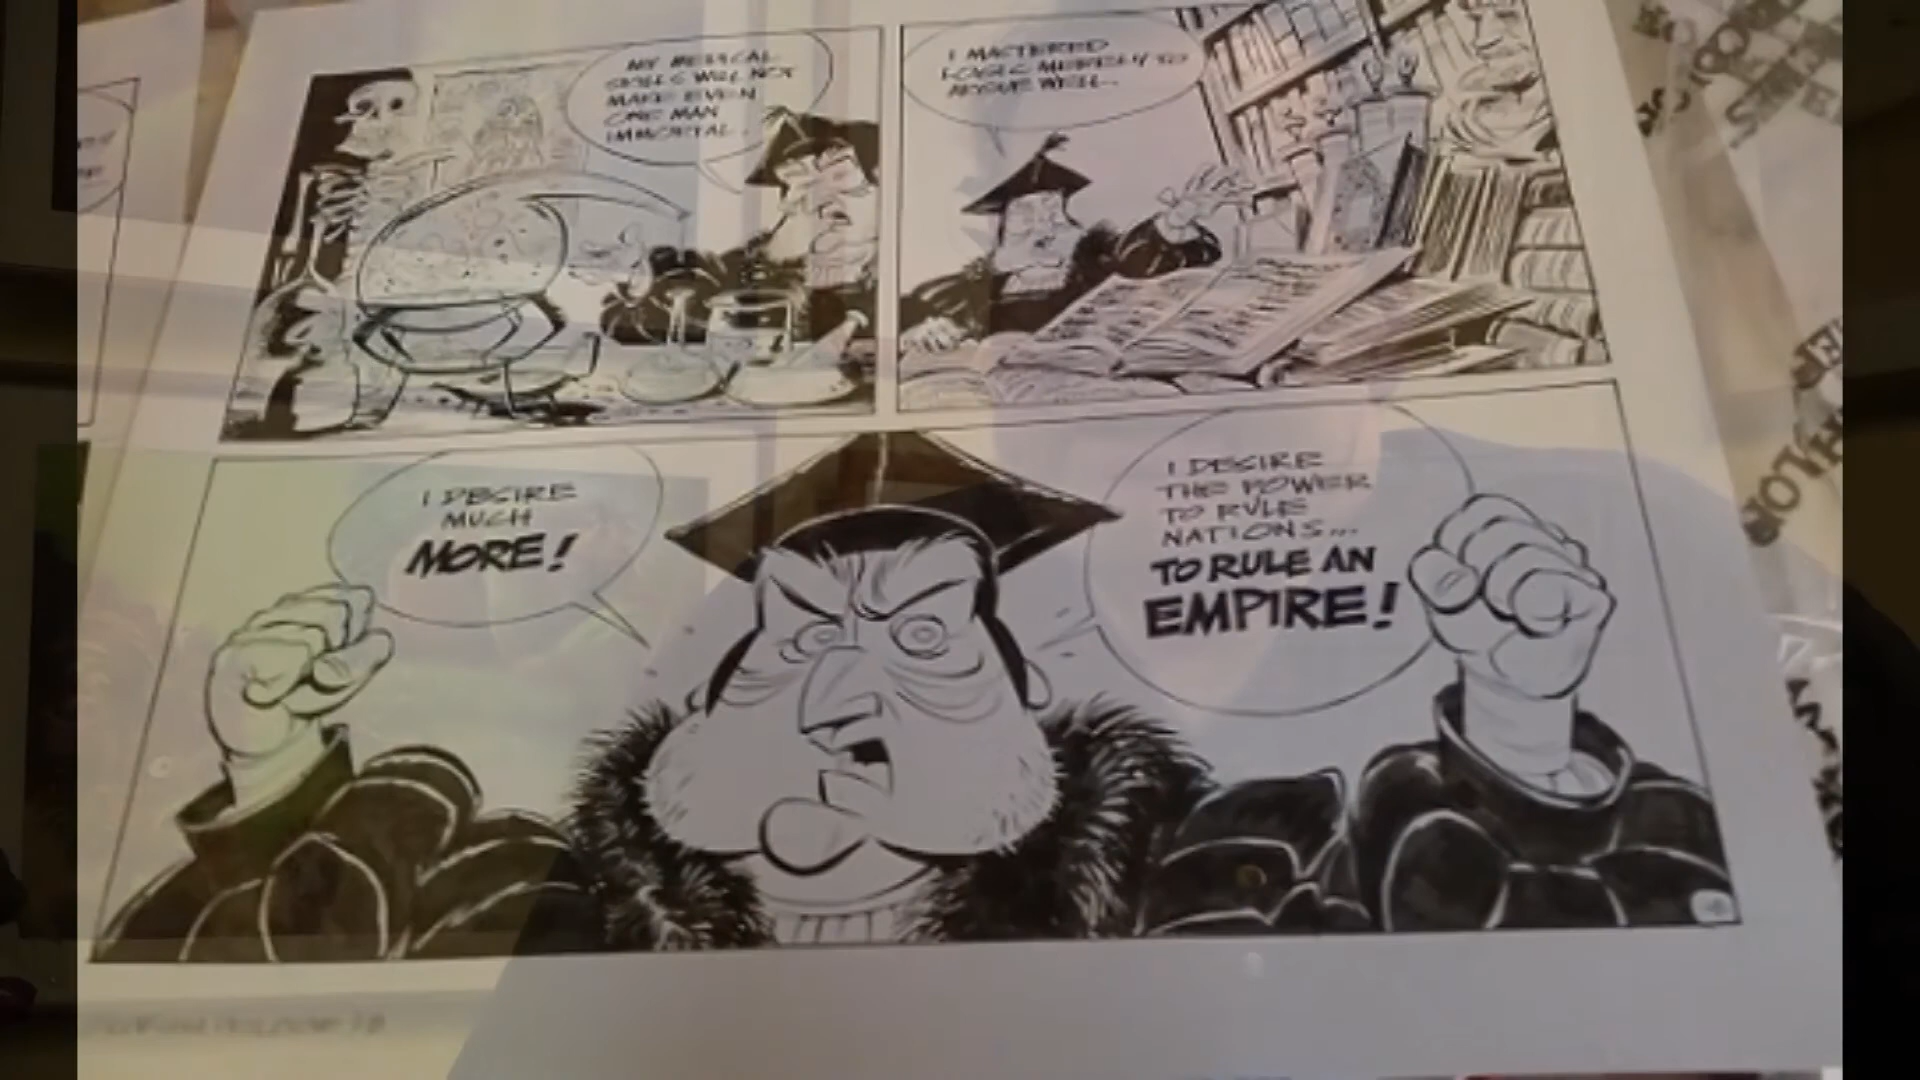 MY MEDICAL
SKILLS WILL NOT
MAKE EVEN
ONE MAN
IMMORTAL...
I MASTERED
LOGIC MERELY TO
ARGUE WELL...
I DESIRE
MUCH
MORE!
I DESIRE
THE POWER
TO RULE
NATIONS...
TO RULE AN
EMPIRE!